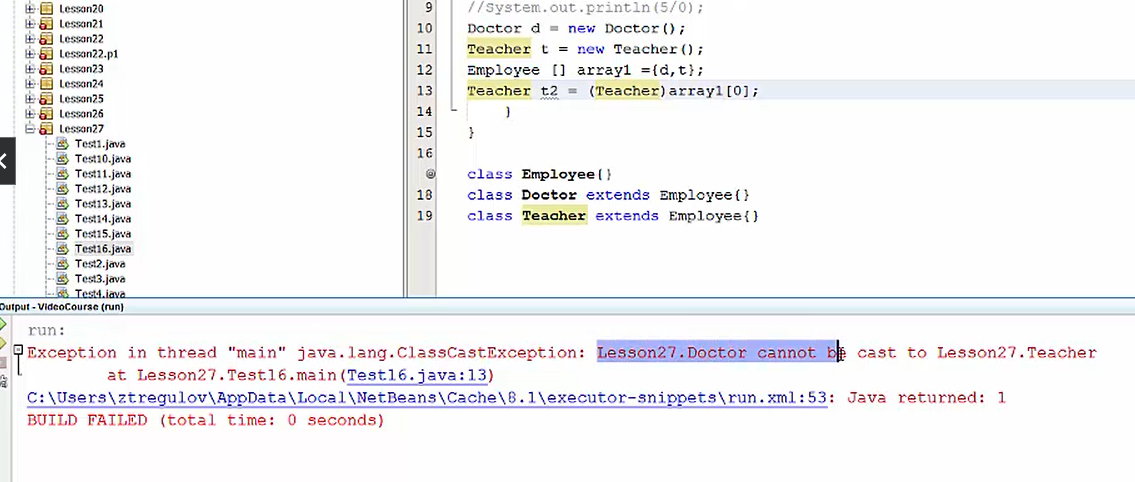 Lesson20
Lesson21
Lesson22
Lesson22.p1
Lesson23
Lesson24
Lesson25
Lesson26
Lesson27
Test1.java
Test10.java
Test11.java
Test12.java
Test13.java
Test14.java
Test15.java
Test16.java
Test2.java
Test3.java
Test4.java
9 //System.out.println(5/0);
10 Doctor d = new Doctor();
11 Teacher t = new Teacher();
12 Employee [] array1 ={d,t};
13 Teacher t2 = (Teacher)array1[0];
14 }
15 }
16
class Employee{}
18 class Doctor extends Employee{}
19 class Teacher extends Employee{}
Output - VideoCourse (run)
run:
Exception in thread "main" java.lang.ClassCastException: Lesson27.Doctor cannot be cast to Lesson27.Teacher
at Lesson27.Test16.main(Test16.java:13)
C:\Users\ztregulov\AppData\Local\NetBeans\Cache\8.1\executor-snippets\run.xml:53: Java returned: 1
BUILD FAILED (total time: 0 seconds)